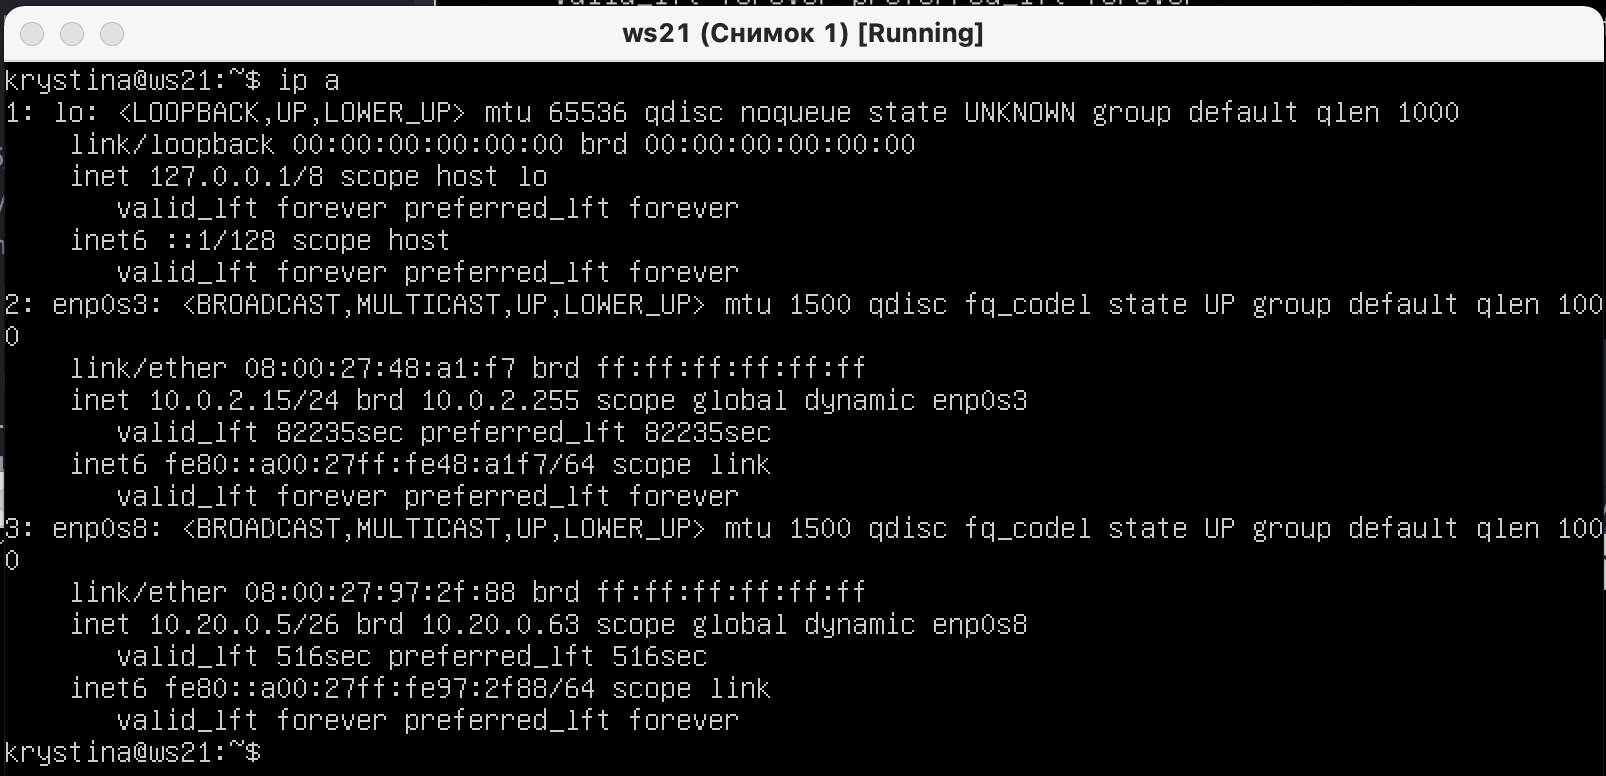 ws21 (Снимок 1) [Running]
krystina@ws21:~$ ip a
1: lo: <LOOPBACK,UP,LOWER_UP> mtu 65536 qdisc noqueue state UNKNOWN group default qlen 1000
    link/loopback 00:00:00:00:00:00 brd 00:00:00:00:00:00
    inet 127.0.0.1/8 scope host lo
       valid_lft forever preferred_lft forever
    inet6 ::1/128 scope host
       valid_lft forever preferred_lft forever
2: enp0s3: <BROADCAST,MULTICAST,UP,LOWER_UP> mtu 1500 qdisc fq_codel state UP group default qlen 100
0
    link/ether 08:00:27:48:a1:f7 brd ff:ff:ff:ff:ff:ff
    inet 10.0.2.15/24 brd 10.0.2.255 scope global dynamic enp0s3
       valid_lft 82235sec preferred_lft 82235sec
    inet6 fe80::a00:27ff:fe48:a1f7/64 scope link
       valid_lft forever preferred_lft forever
3: enp0s8: <BROADCAST,MULTICAST,UP,LOWER_UP> mtu 1500 qdisc fq_codel state UP group default qlen 100
0
    link/ether 08:00:27:97:2f:88 brd ff:ff:ff:ff:ff:ff
    inet 10.20.0.5/26 brd 10.20.0.63 scope global dynamic enp0s8
       valid_lft 516sec preferred_lft 516sec
    inet6 fe80::a00:27ff:fe97:2f88/64 scope link
       valid_lft forever preferred_lft forever
krystina@ws21:~$